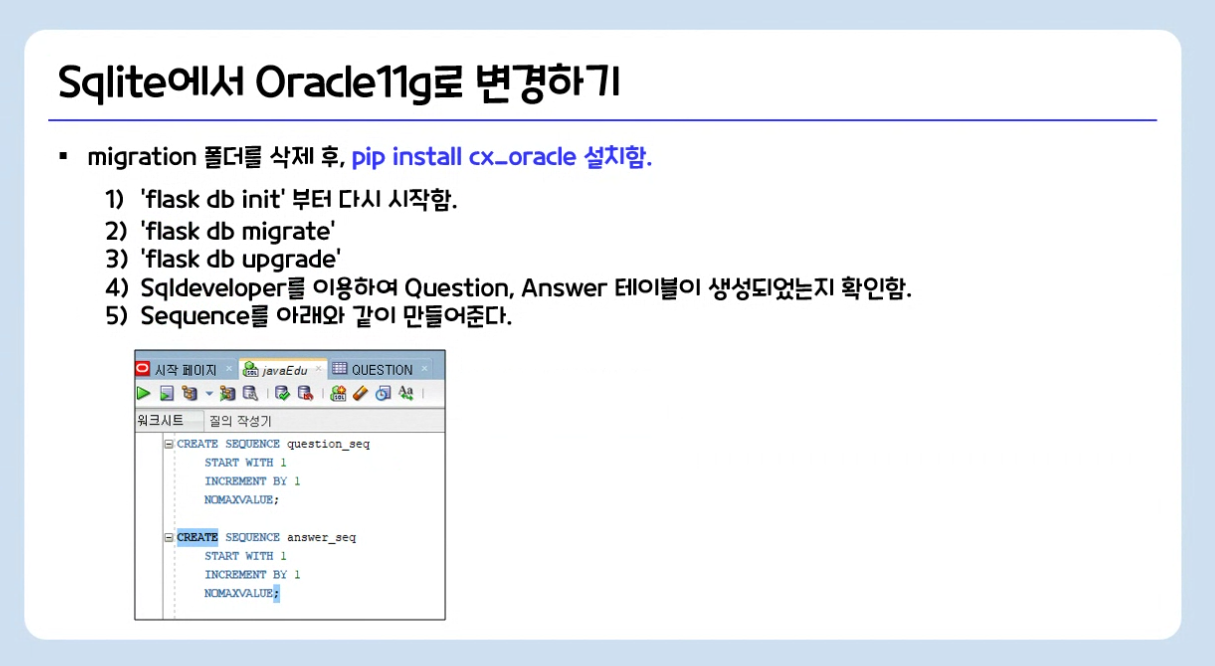 Sqlite에서 Oracle11g로 변경하기
▪ migration 폴더를 삭제 후, pip install cx_oracle 설치함.
1) 'flask db init' 부터 다시 시작함.
2) 'flask db migrate'
3) 'flask db upgrade'
4) Sqldeveloper를 이용하여 Question, Answer 테이블이 생성되었는지 확인함.
5) Sequence를 아래와 같이 만들어준다.
시작 페이지 javaEdu QUESTION
워크시트 질의 작성기
CREATE SEQUENCE question_seq
START WITH 1
INCREMENT BY 1
NOMAXVALUE;
CREATE SEQUENCE answer_seq
START WITH 1
INCREMENT BY 1
NOMAXVALUE;